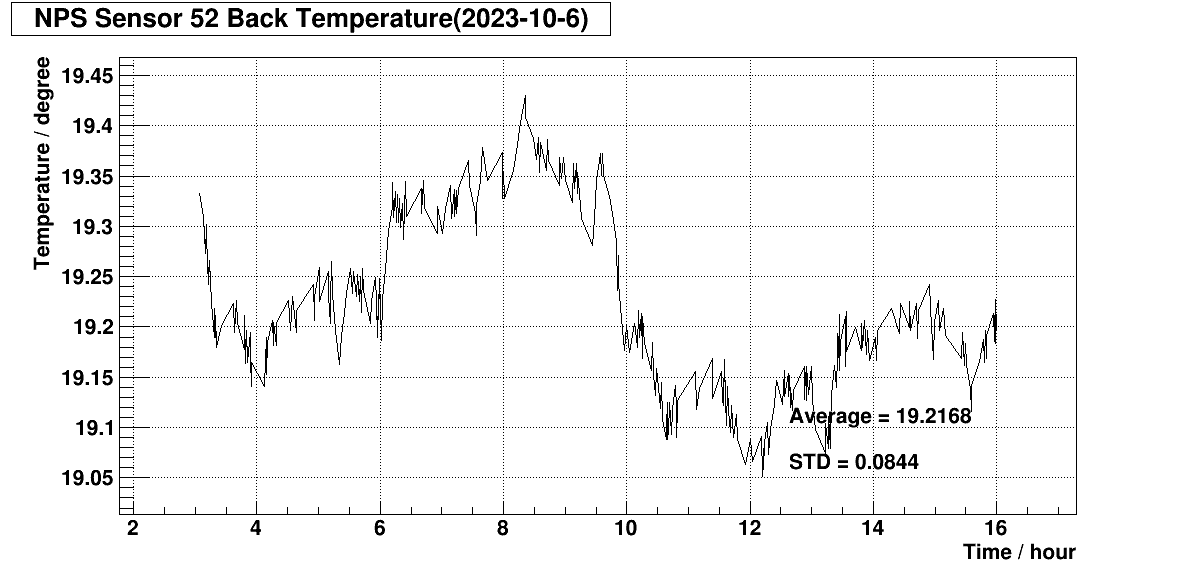 NPS Sensor 52 Back Temperature(2023-10-6)
Temperature / degree
19.45
19.4
19.35
19.3
19.25
19.2
19.15
19.1
19.05
Average = 19.2168
STD = 0.0844
2 4 6 8 10 12 14 16
Time / hour